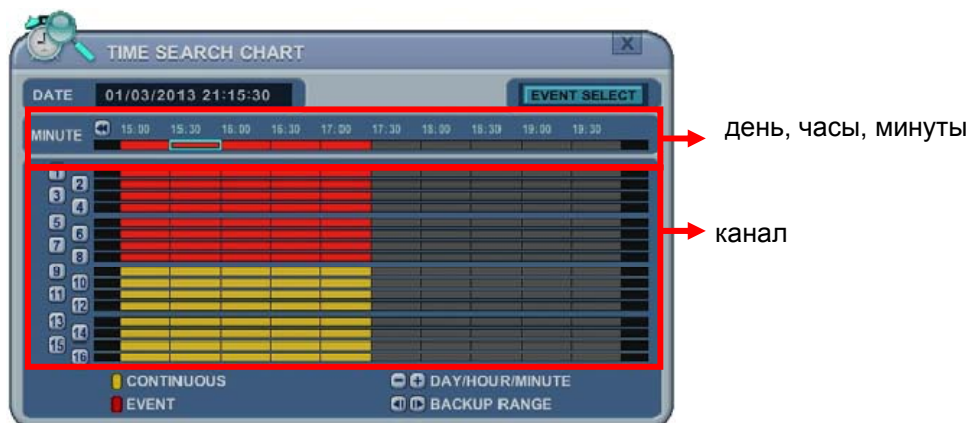 TIME SEARCH CHART X
DATE 01/03/2013 21:15:30 EVENT SELECT
MINUTE 15:00 15:30 16:00 16:30 17:00 17:30 18:00 18:30 19:00 19:30
день, часы, минуты
1
2
3
4
5
6
7
8
канал
9
10
11
12
13
14
15
16
CONTINUOUS - + DAY/HOUR/MINUTE
EVENT BACKUP RANGE